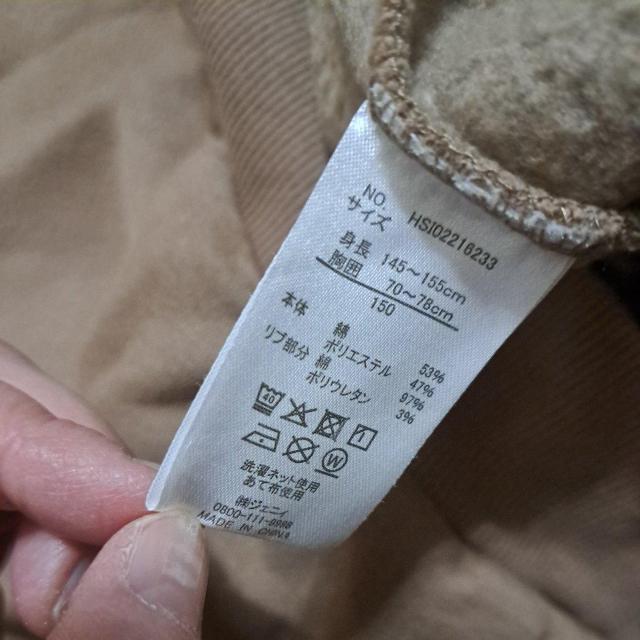 NO. HSI02216233
サイズ
身長 145～155cm
胸囲 70～78cm
150
本体 綿 53%
ポリエステル 47%
リブ部分 綿 97%
ポリウレタン 3%
40
W
洗濯ネット使用
あて布使用
㈱ジェニィ
MADE IN CHINA